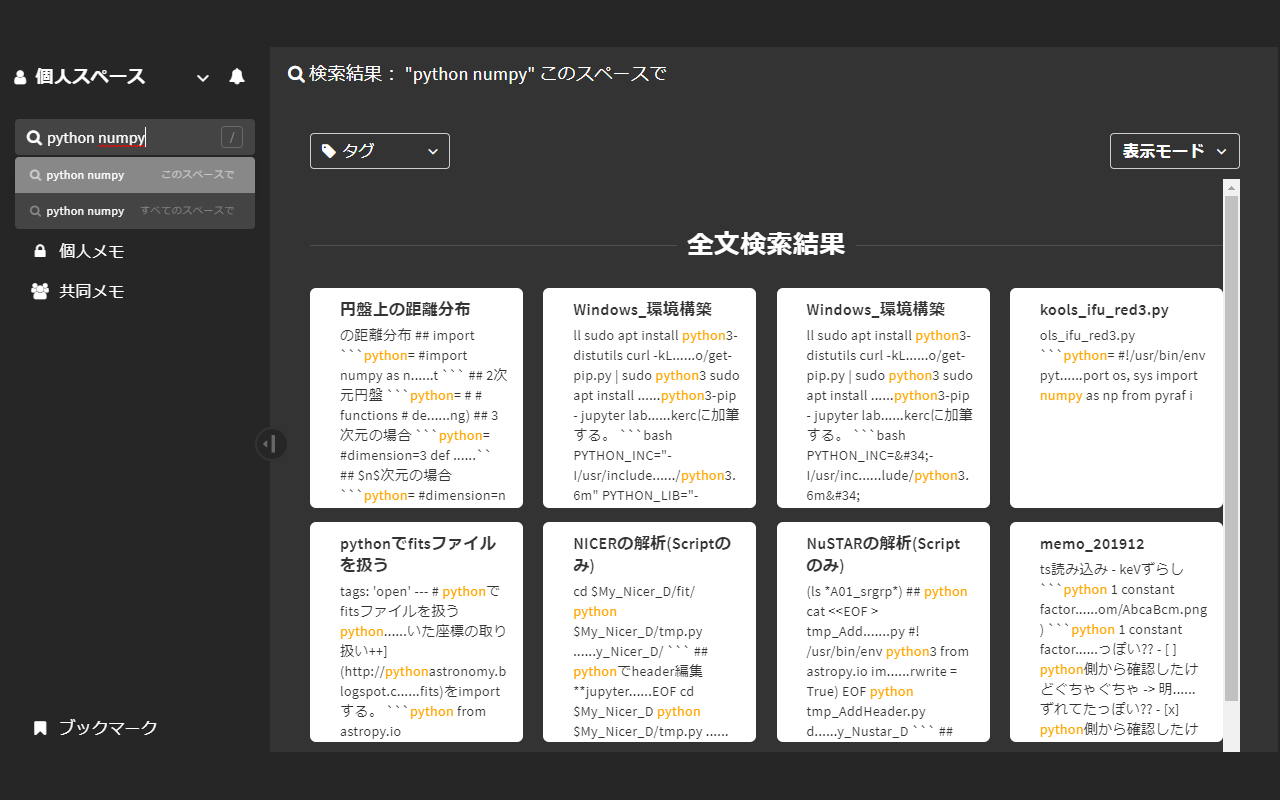 個人スペース
python numpy /
python numpy このスペースで
python numpy すべてのスペースで
個人メモ
共同メモ
ブックマーク
検索結果： "python numpy" このスペースで
タグ
表示モード
全文検索結果
円盤上の距離分布
の距離分布 ## import
```python= #import
numpy as n......t ``` ## 2次
元円盤 ```python= # #
functions # de......ng) ## 3
次元の場合 ```python=
#dimension=3 def ......``
## $n$次元の場合
```python= #dimension=n
Windows_環境構築
ll sudo apt install python3-
distutils curl -kL......o/get-
pip.py | sudo python3 sudo
apt install ......python3-pip
- jupyter lab......kercに加筆
する。 ```bash
PYTHON_INC="-
I/usr/include....../python3.
6m" PYTHON_LIB="-
Windows_環境構築
ll sudo apt install python3-
distutils curl -kL......o/get-
pip.py | sudo python3 sudo
apt install ......python3-pip
- jupyter lab......kercに加筆
する。 ```bash
PYTHON_INC=&#34;-
I/usr/inc......lude/python3.
6m&#34;
kools_ifu_red3.py
ols_ifu_red3.py
```python= #!/usr/bin/env
pyt......port os, sys import
numpy as np from pyraf i
pythonでfitsファイル
を扱う
tags: 'open' --- # pythonで
fitsファイルを扱う
python......いた座標の取り
扱い++]
(http://pythonastronomy.b
logspot.c......fits)をimport
する。 ```python from
astropy.io
NICERの解析(Scriptの
み)
cd $My_Nicer_D/fit/
python
$My_Nicer_D/tmp.py
......y_Nicer_D/ ``` ##
pythonでheader編集
**jupyter......EOF cd
$My_Nicer_D python
$My_Nicer_D/tmp.py ......
NuSTARの解析(Script
のみ)
(ls *A01_srgrp*) ## python
cat <<EOF >
tmp_Add.......py #!
/usr/bin/env python3 from
astropy.io im......rwrite =
True) EOF python
tmp_AddHeader.py
d......y_Nustar_D ``` ##
memo_201912
ts読み込み - keVずらし
```python 1 constant
factor......om/AbcaBcm.png
) ```python 1 constant
factor......っぽい?? - [ ]
python側から確認したけ
どぐちゃぐちゃ -> 明......
ずれてたっぽい?? - [x]
python側から確認したけ